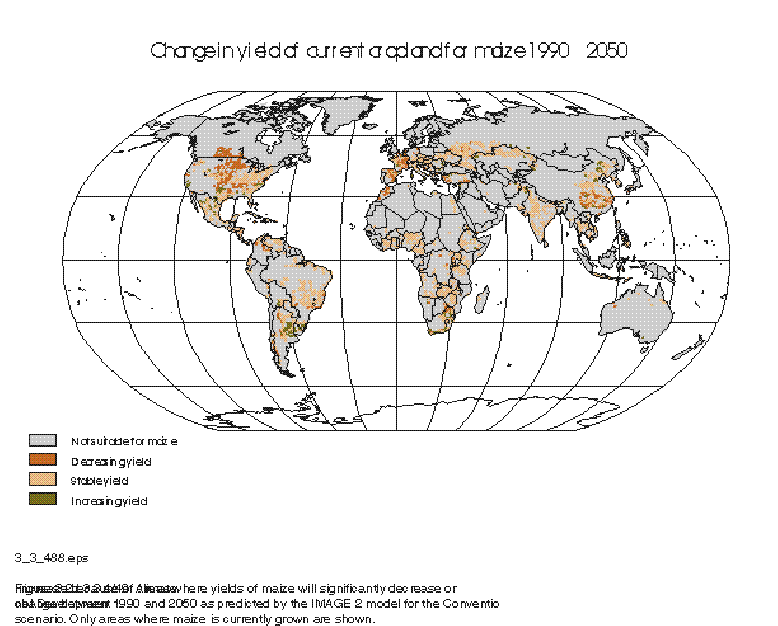 Change in yield of current cropland for maize 1990 2050
Not suitable for maize
Decreasing yield
Stable yield
Increasing yield
3_3_488.eps
where yields of maize will significantly decrease or
1990 and 2050 as predicted by the IMAGE 2 model for the Conventio
scenario. Only areas where maize is currently grown are shown.